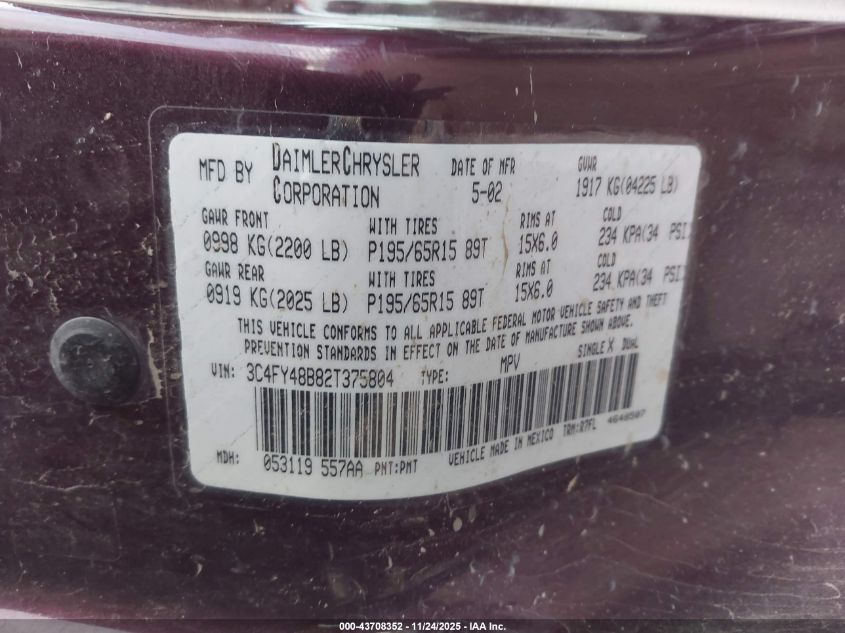 MFD BY DAIMLERCHRYSLER CORPORATION DATE OF MFR 5-02 GVWR 1917 KG(04225 LB)
GAWR FRONT WITH TIRES RIMS AT COLD
0998 KG(2200 LB) P195/65R15 89T 15X6.0 234 KPA(34 PSI)
GAWR REAR WITH TIRES RIMS AT COLD
0919 KG(2025 LB) P195/65R15 89T 15X6.0 234 KPA(34 PSI)
THIS VEHICLE CONFORMS TO ALL APPLICABLE FEDERAL MOTOR VEHICLE SAFETY AND THEFT
PREVENTION STANDARDS IN EFFECT ON THE DATE OF MANUFACTURE SHOWN ABOVE.
VIN: 3C4FY48B82T375804 TYPE: MPV SINGLE X DUAL
MDH: 053119 557AA PNT:PMT VEHICLE MADE IN MEXICO TRM:R7FL 4648507
000-43708352 - 11/24/2025 - IAA Inc.